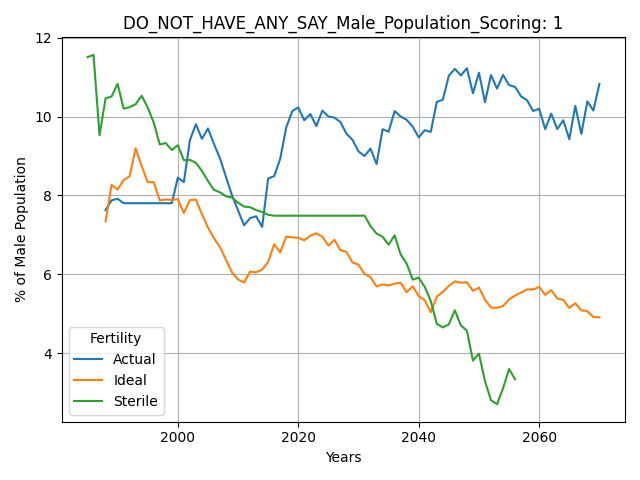 DO_NOT_HAVE_ANY_SAY_Male_Population_Scoring: 1
% of Male Population
12
10
8
6
4
Fertility
Actual
Ideal
Sterile
2000
2020
2040
2060
Years